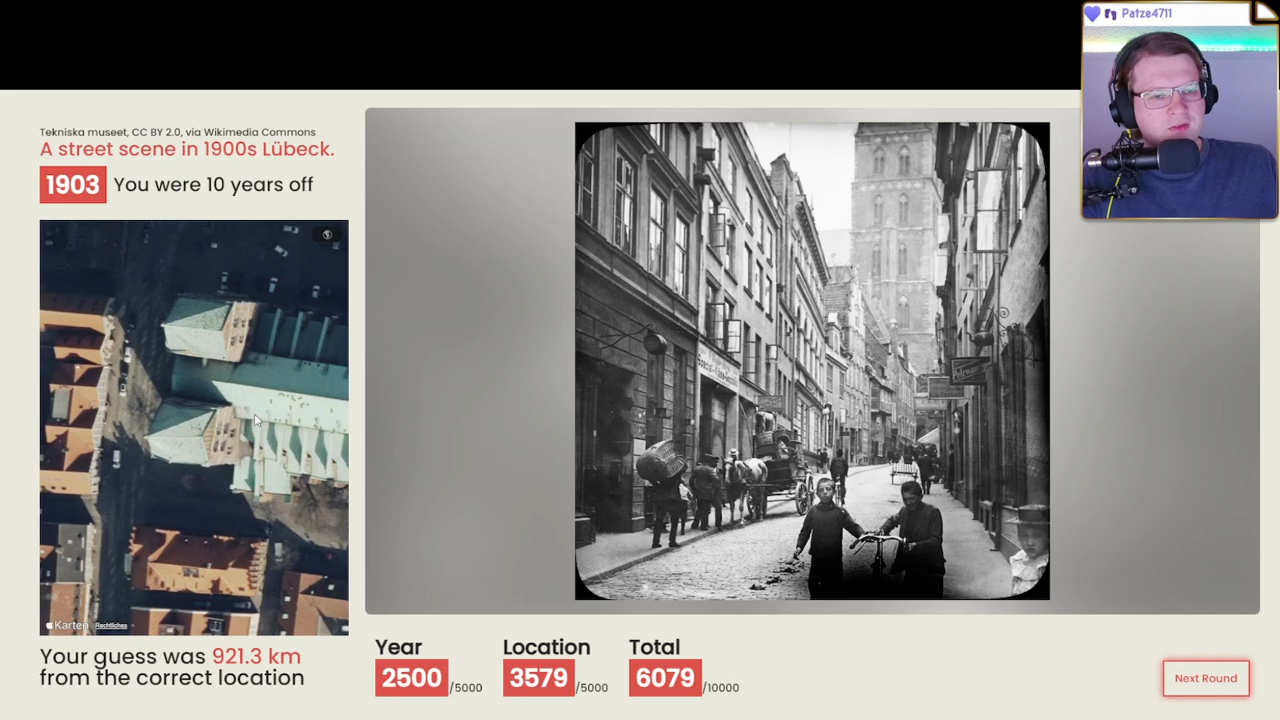 Patze4711
Tekniska museet, CC BY 2.0, via Wikimedia Commons
A street scene in 1900s Lübeck.
1903 You were 10 years off
Karten Rechtliches
Your guess was 921.3 km
from the correct location
Year Location Total
2500/5000 3579/5000 6079/10000
Next Round